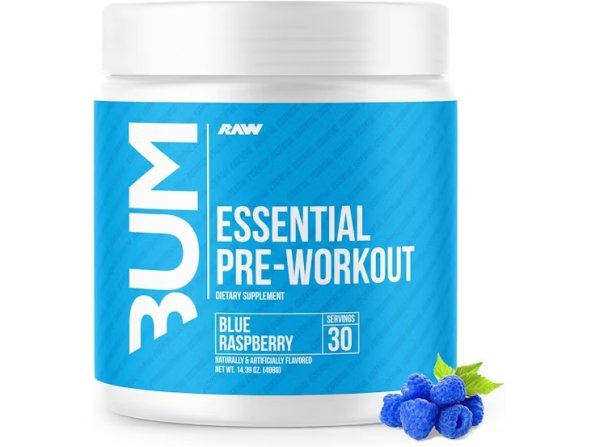 BUM
RAW
ESSENTIAL
PRE-WORKOUT
DIETARY SUPPLEMENT
BLUE
RASPBERRY
SERVINGS
30
NATURALLY & ARTIFICIALLY FLAVORED
NET WT. 14.39 OZ. (408G)